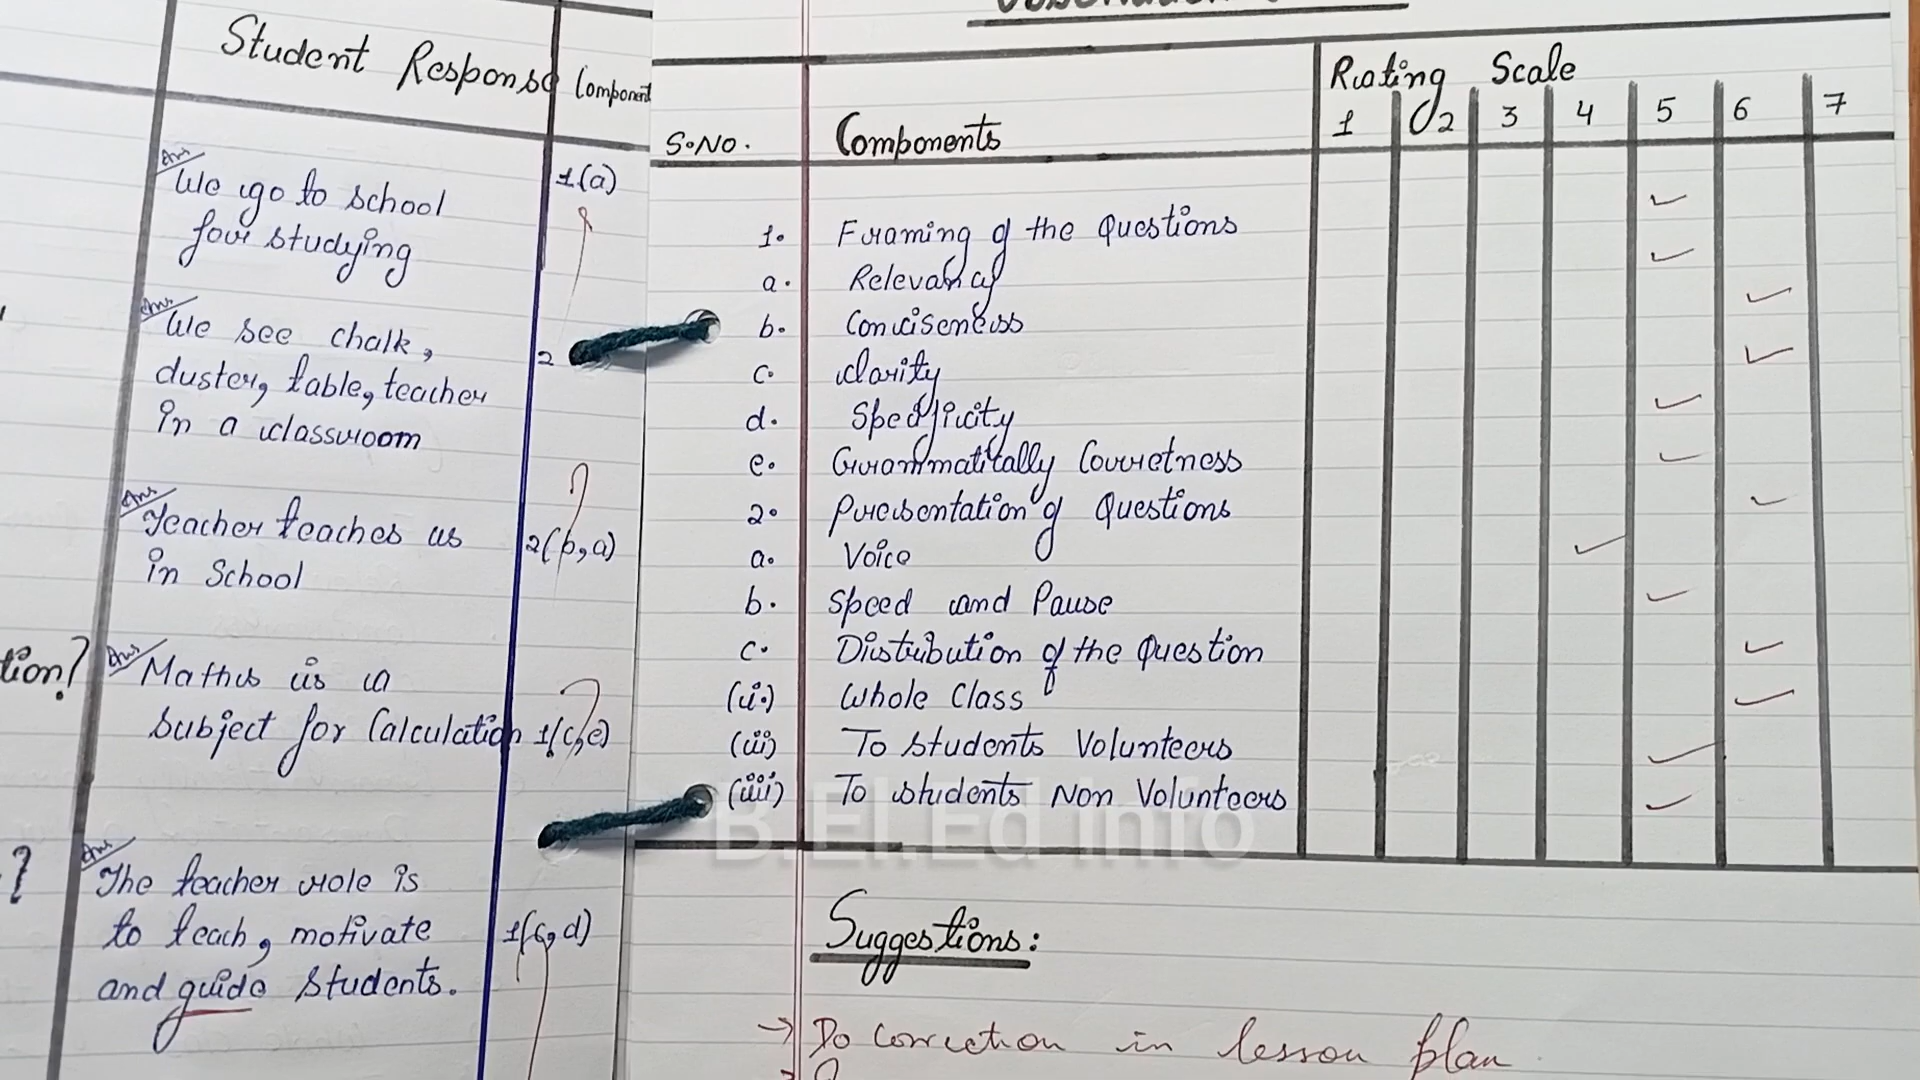 Student Response
Component
Ans
We go to school
for studying
1(a)
Ans
We see chalk,
duster, table, teacher
in a classroom
2
Ans
Teacher teaches us
in School
2(b,a)
tion?
Ans
Maths is a
subject for Calculation
1(c,e)
?
Ans
The teacher role is
to teach, motivate
and guide students.
1(c,d)
Rating Scale
S.NO. Components 1 2 3 4 5 6 7
1. Framing of the Questions ✓
a. Relevancy ✓
b. Conciseness ✓
c. clarity ✓
d. Specificity ✓
e. Grammatically Corretness ✓
2. Presentation of Questions ✓
a. Voice ✓
b. Speed and Pause ✓
c. Distribution of the Question ✓
(i.) Whole Class ✓
(ii) To students Volunteers ✓
(iii) To students Non Volunteers ✓
B.El.Ed info
Suggestions:
→ Do correction in lesson plan